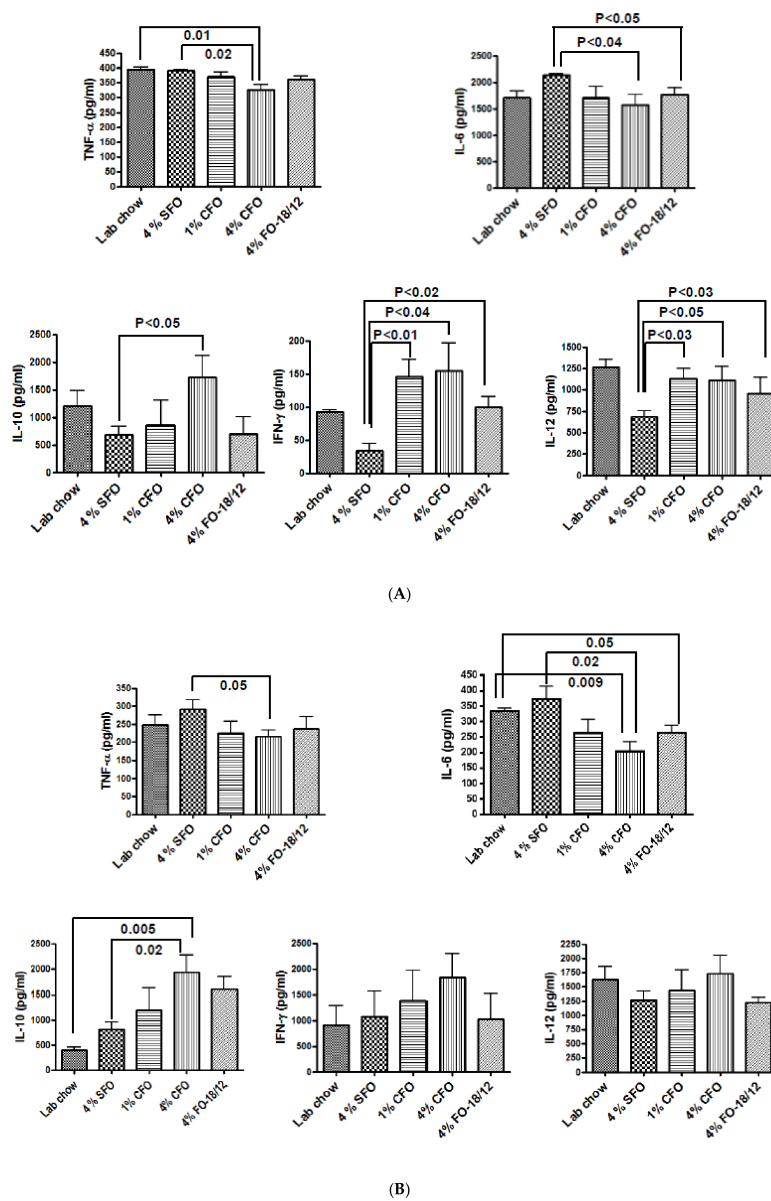 0.01
0.02
TNF-α (pg/ml)
450
400
350
300
250
200
150
100
50
0
Lab chow
4 % SFO
1% CFO
4% CFO
4% FO-18/12
P<0.05
P<0.04
IL-6 (pg/ml)
2500
2000
1500
1000
500
0
Lab chow
4 % SFO
1% CFO
4% CFO
4% FO-18/12
P<0.05
IL-10 (pg/ml)
2500
2000
1500
1000
500
0
Lab chow
4 % SFO
1% CFO
4% CFO
4% FO-18/12
P<0.02
P<0.04
P<0.01
IFN-γ (pg/ml)
200
150
100
50
0
Lab chow
4 % SFO
1% CFO
4% CFO
4% FO-18/12
P<0.03
P<0.05
P<0.03
IL-12 (pg/ml)
1500
1250
1000
750
500
250
0
Lab chow
4 % SFO
1% CFO
4% CFO
4% FO-18/12
(A)
0.05
TNF-α (pg/ml)
350
300
250
200
150
100
50
0
Lab chow
4 % SFO
1% CFO
4% CFO
4% FO-18/12
0.05
0.02
0.009
IL-6 (pg/ml)
450
400
350
300
250
200
150
100
50
0
Lab chow
4 % SFO
1% CFO
4% CFO
4% FO-18/12
0.005
0.02
IL-10 (pg/ml)
2500
2000
1500
1000
500
0
Lab chow
4 % SFO
1% CFO
4% CFO
4% FO-18/12
IFN-γ (pg/ml)
2500
2000
1500
1000
500
0
Lab chow
4 % SFO
1% CFO
4% CFO
4% FO-18/12
IL-12 (pg/ml)
2250
2000
1750
1500
1250
1000
750
500
250
0
Lab chow
4 % SFO
1% CFO
4% CFO
4% FO-18/12
(B)